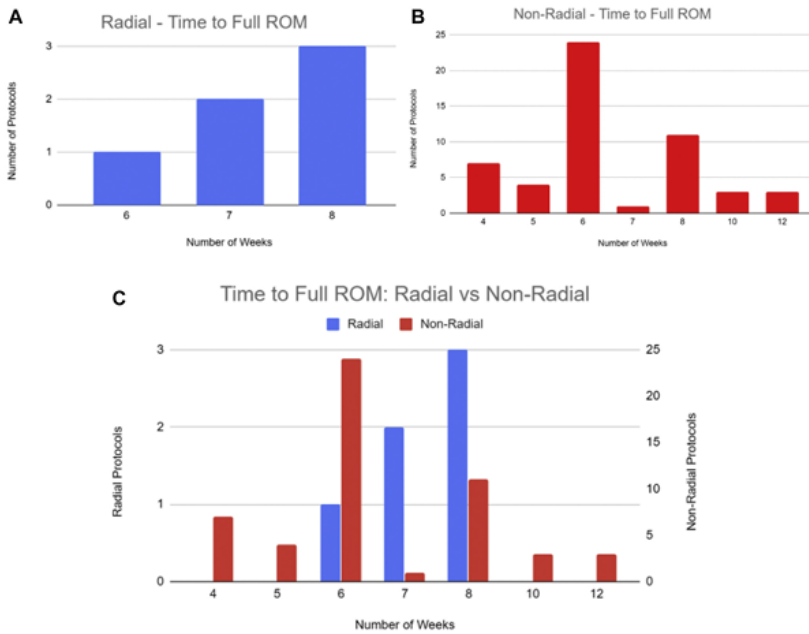 A
Radial - Time to Full ROM
Number of Protocols
3
2
1
0
6 7 8
Number of Weeks
B
Non-Radial - Time to Full ROM
Number of Protocols
25
20
15
10
5
0
4 5 6 7 8 10 12
Number of Weeks
C
Time to Full ROM: Radial vs Non-Radial
Radial Non-Radial
Radial Protocols
3
2
1
0
25
20
15
10
5
0
Non-Radial Protocols
4 5 6 7 8 10 12
Number of Weeks